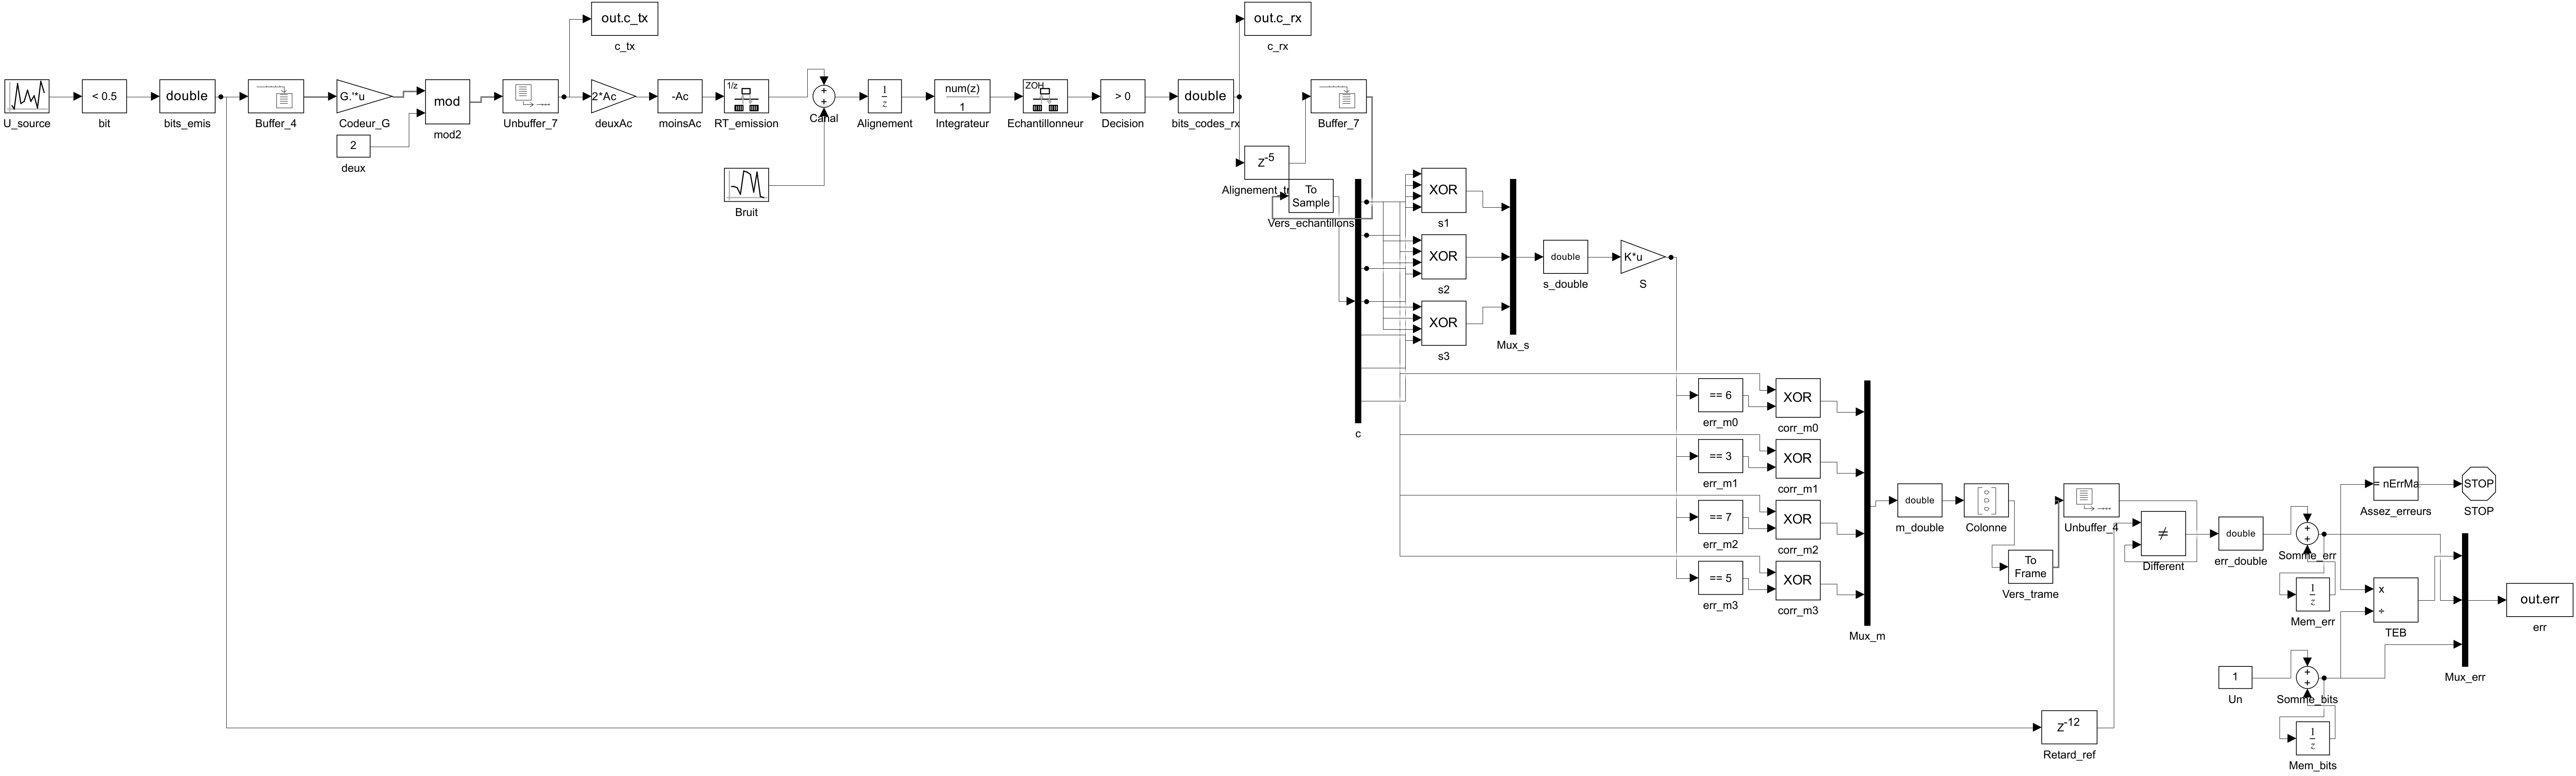 out.c_tx
c_tx
out.c_rx
c_rx
U_source
< 0.5
bit
double
bits_emis
Buffer_4
G.'*u
Codeur_G
2
deux
mod
mod2
Unbuffer_7
2*Ac
deuxAc
-Ac
moinsAc
1/z
RT_emission
+
+
Canal
Bruit
1
z
Alignement
num(z)
1
Integrateur
ZOH
Echantillonneur
> 0
Decision
double
bits_codes_rx
Z-5
Alignement_tr
Buffer_7
To
Sample
Vers_echantillons
c
XOR
s1
XOR
s2
XOR
s3
Mux_s
double
s_double
K*u
S
== 6
err_m0
XOR
corr_m0
== 3
err_m1
XOR
corr_m1
== 7
err_m2
XOR
corr_m2
== 5
err_m3
XOR
corr_m3
Mux_m
double
m_double
Colonne
To
Frame
Vers_trame
Unbuffer_4
≠
Different
Z-12
Retard_ref
double
err_double
+
+
Somme_err
1
z
Mem_err
1
Un
+
+
Somme_bits
1
z
Mem_bits
= nErrMa
Assez_erreurs
STOP
STOP
x
÷
TEB
Mux_err
out.err
err